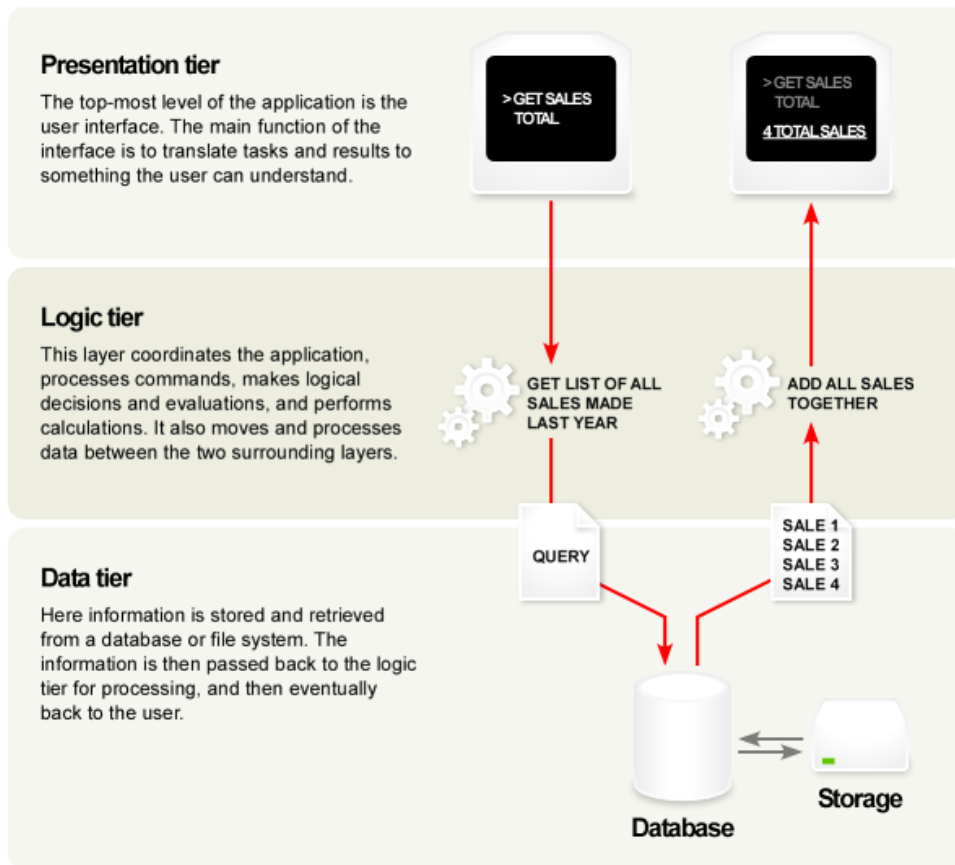 Presentation tier
The top-most level of the application is the
user interface. The main function of the
interface is to translate tasks and results to
something the user can understand.
> GET SALES
TOTAL
> GET SALES
TOTAL
4 TOTAL SALES
Logic tier
This layer coordinates the application,
processes commands, makes logical
decisions and evaluations, and performs
calculations. It also moves and processes
data between the two surrounding layers.
GET LIST OF ALL
SALES MADE
LAST YEAR
ADD ALL SALES
TOGETHER
Data tier
Here information is stored and retrieved
from a database or file system. The
information is then passed back to the logic
tier for processing, and then eventually
back to the user.
QUERY
SALE 1
SALE 2
SALE 3
SALE 4
Database
Storage